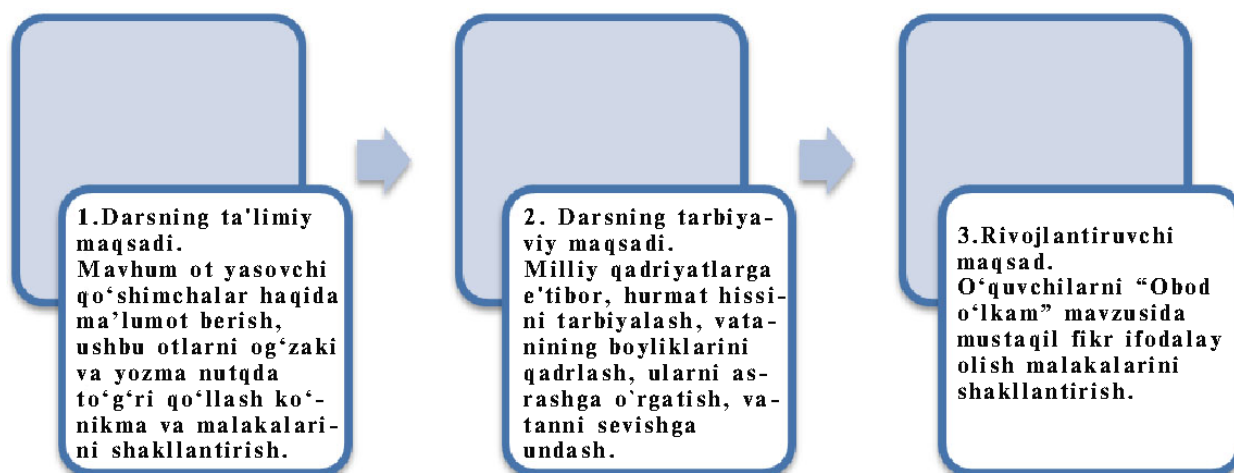 1.Darsning ta'limiy
maqsadi.
Mavhum ot yasovchi
qo‘shimchalar haqida
ma’lumot berish,
ushbu otlarni og‘zaki
va yozma nutqda
to‘g‘ri qo‘llash ko‘-
nikma va malakalari-
ni shakllantirish.
2. Darsning tarbiya-
viy maqsadi.
Milliy qadriyatlarga
e'tibor, hurmat hissi-
ni tarbiyalash, vata-
nining boyliklarini
qadrlash, ularni as-
rashga o`rgatish, va-
tanni sevishga
undash.
3.Rivojlantiruvchi
maqsad.
O‘quvchilarni “Obod
o‘lkam” mavzusida
mustaqil fikr ifodalay
olish malakalarini
shakllantirish.